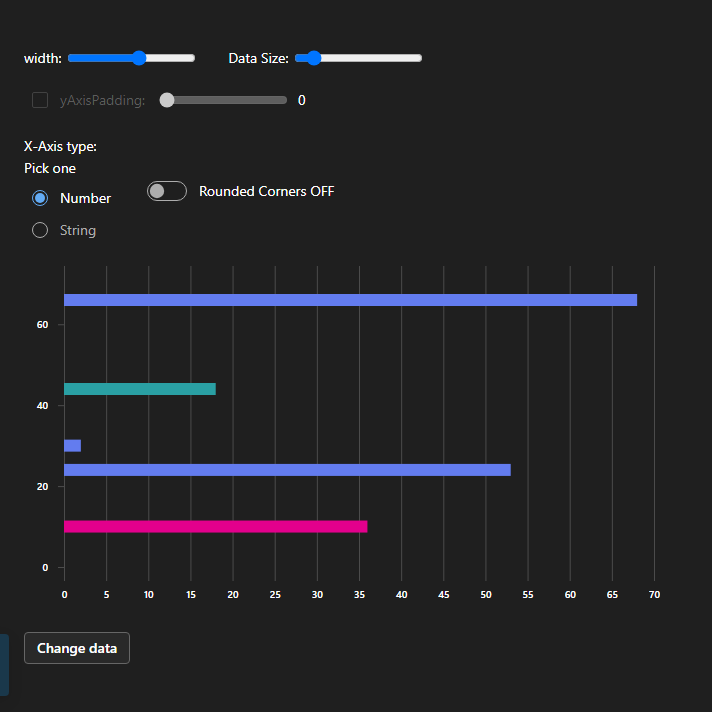 width: Data Size:
yAxisPadding: 0
X-Axis type:
Pick one
Number Rounded Corners OFF
String
60
40
20
0
0 5 10 15 20 25 30 35 40 45 50 55 60 65 70
Change data